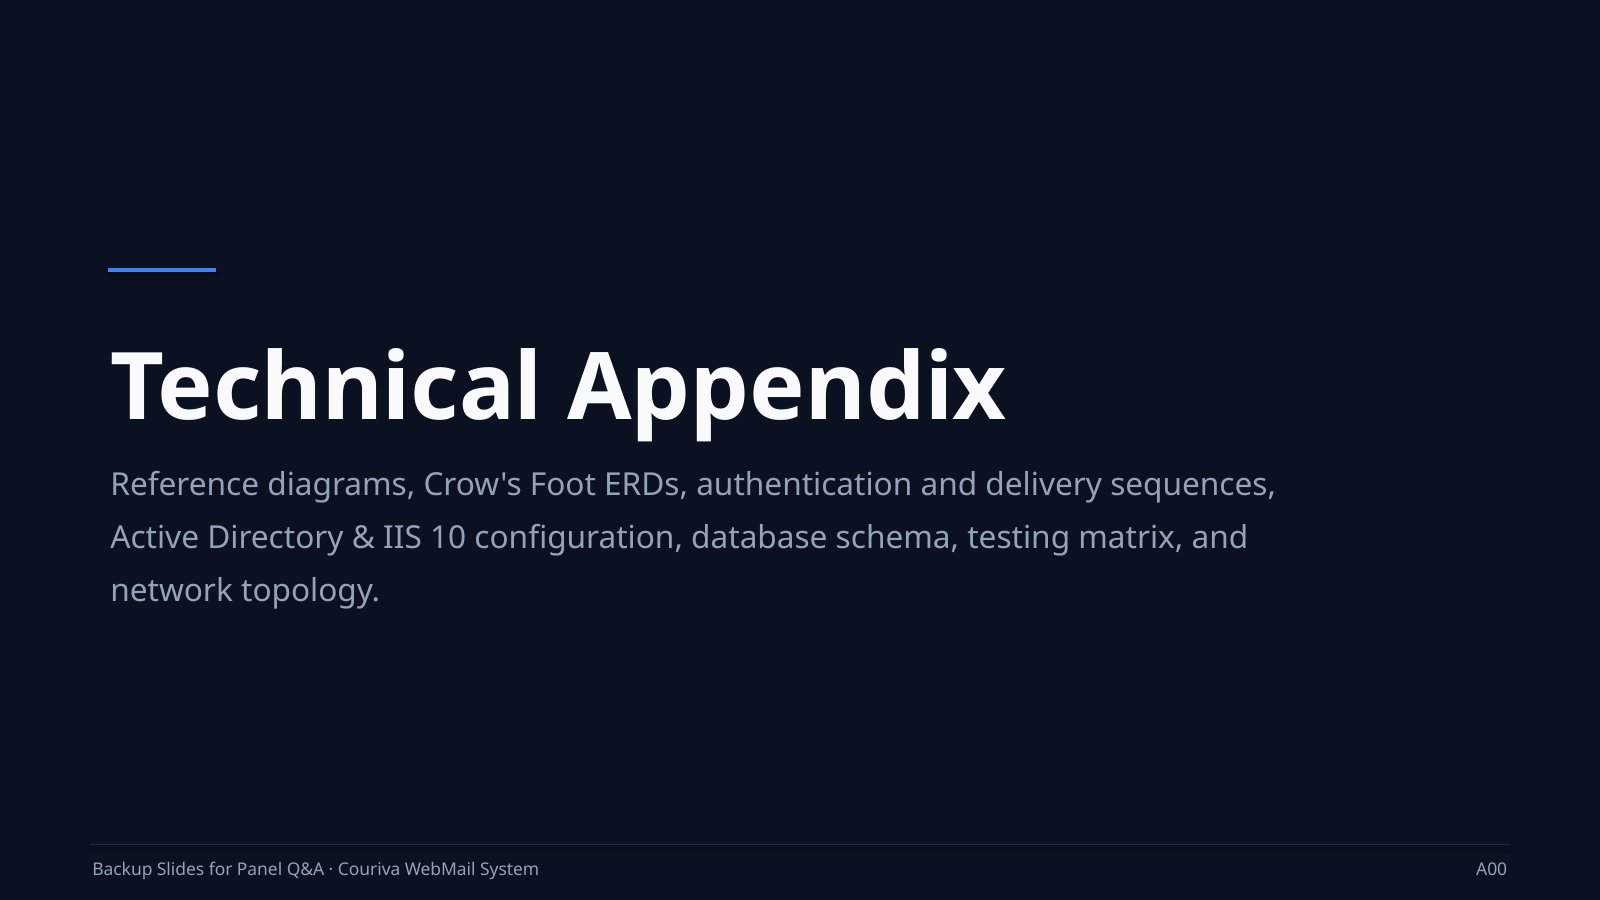 Technical Appendix
Reference diagrams, Crow's Foot ERDs, authentication and delivery sequences,
Active Directory & IIS 10 configuration, database schema, testing matrix, and
network topology.
Backup Slides for Panel Q&A · Couriva WebMail System
A00